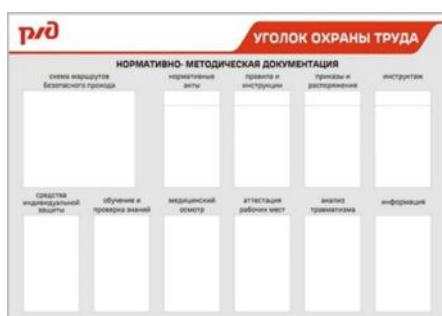 ржд
УГОЛОК ОХРАНЫ ТРУДА
НОРМАТИВНО- МЕТОДИЧЕСКАЯ ДОКУМЕНТАЦИЯ
схема маршрутов
безопасного прохода
нормативные
акты
правила и
инструкции
приказы и
распоряжение
инструктаж
средства
индивидуальной
защиты
обучение и
проверка знаний
медицинский
осмотр
аттестация
рабочих мест
анализ
травматизма
информация